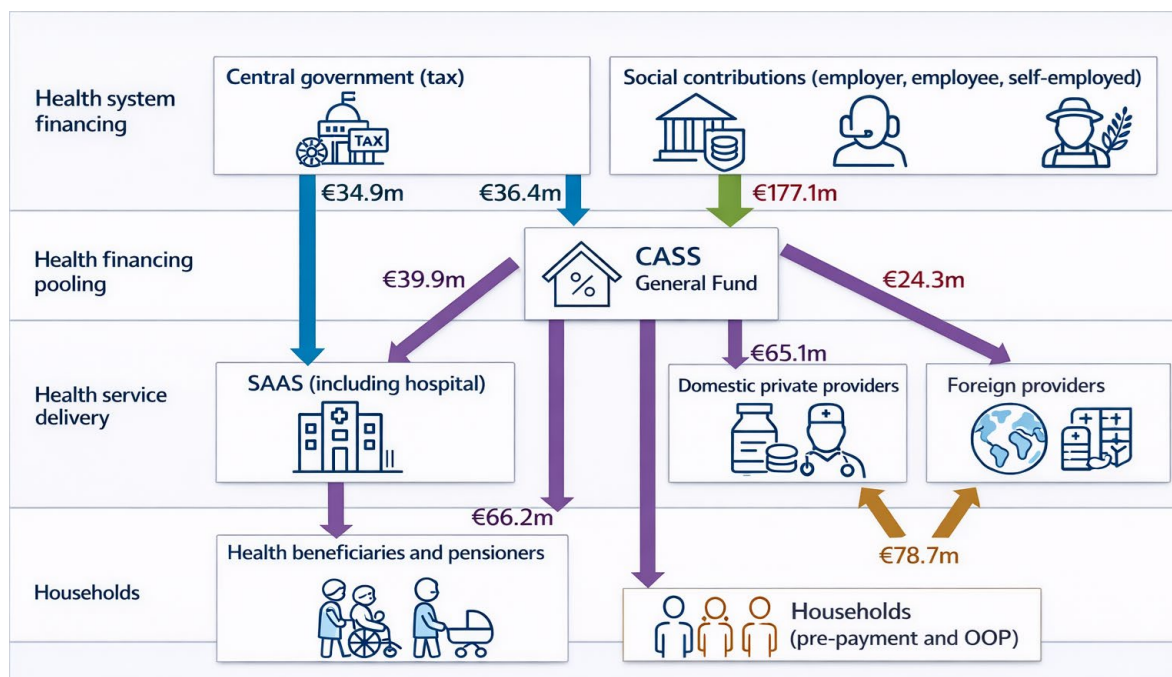 Central government (tax)
Social contributions (employer, employee, self-employed)
Health system
financing
TAX
€34.9m
€36.4m
€177.1m
Health financing
pooling
CASS
General Fund
%
€39.9m
€24.3m
€65.1m
Health service
delivery
SAAS (including hospital)
Domestic private providers
Foreign providers
€66.2m
€78.7m
Households
Health beneficiaries and pensioners
Households
(pre-payment and OOP)